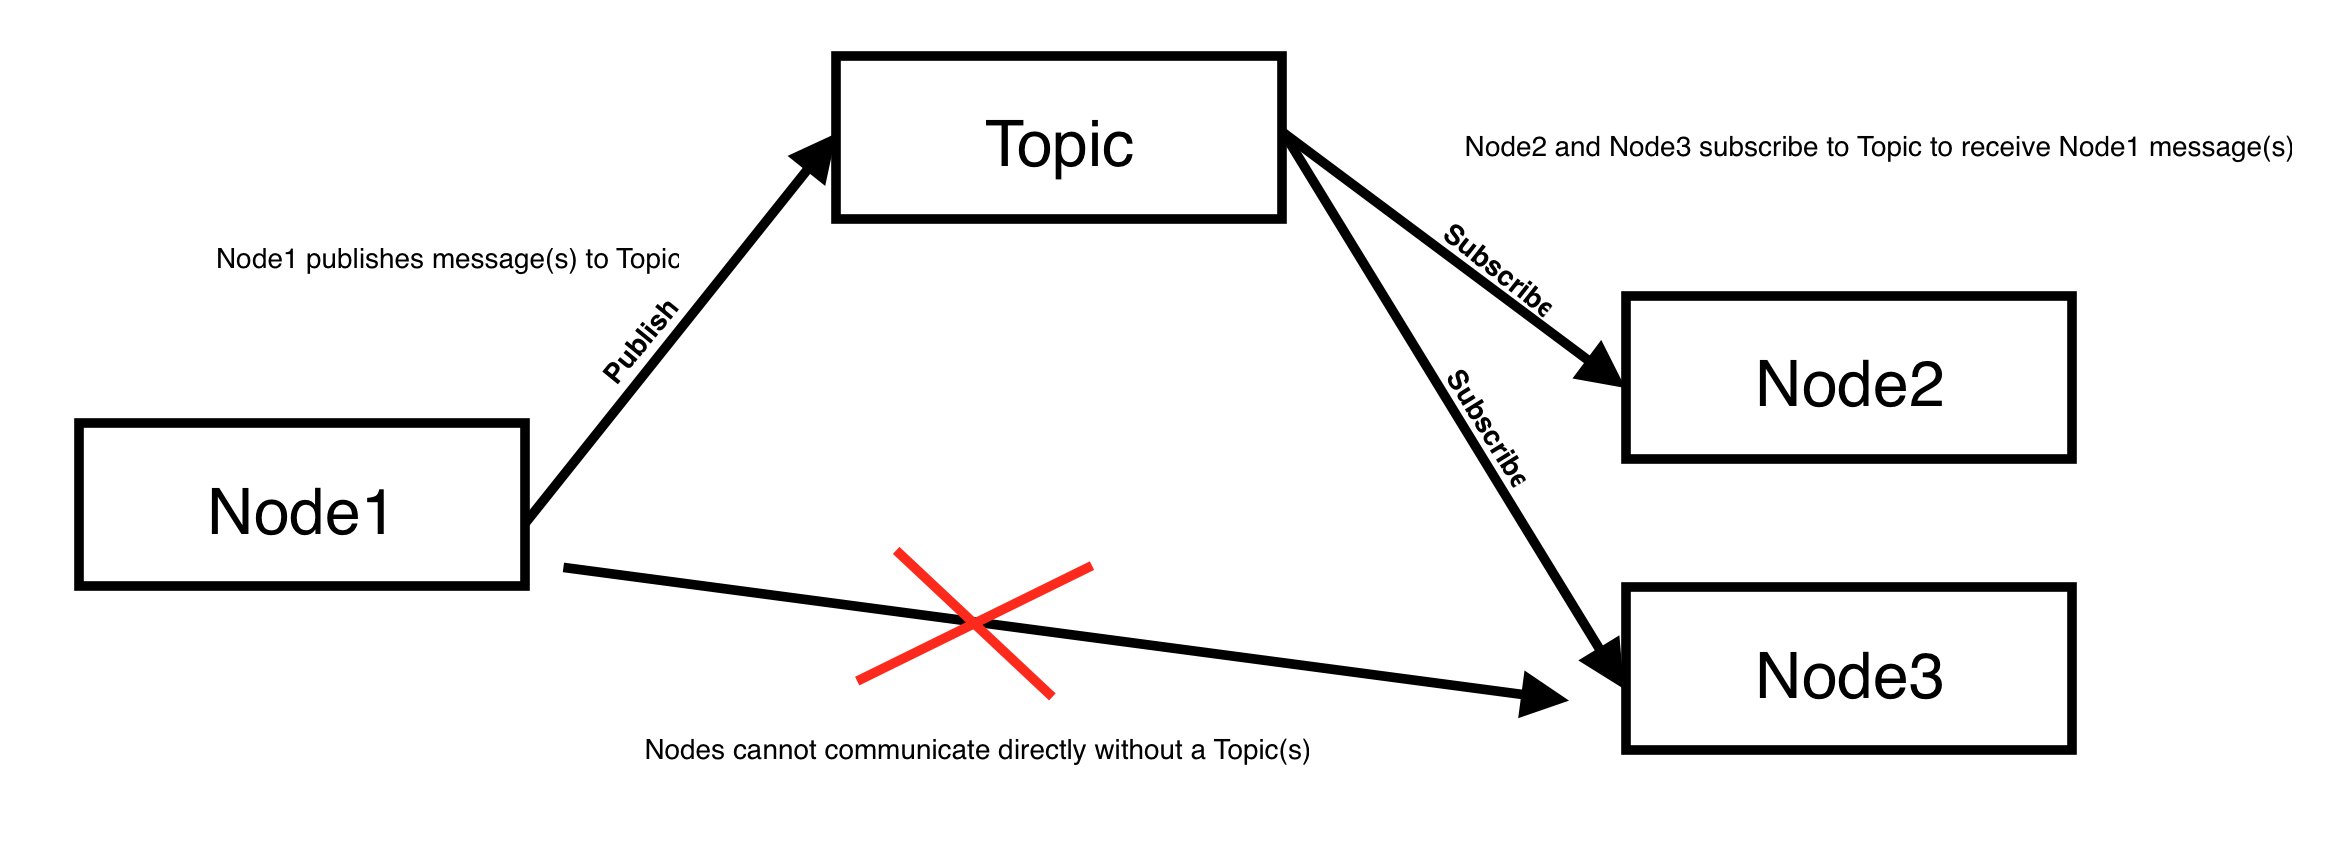 Topic
Node2 and Node3 subscribe to Topic to receive Node1 message(s)
Node1 publishes message(s) to Topic
Publish
Subscribe
Subscribe
Node2
Node1
Node3
Nodes cannot communicate directly without a Topic(s)